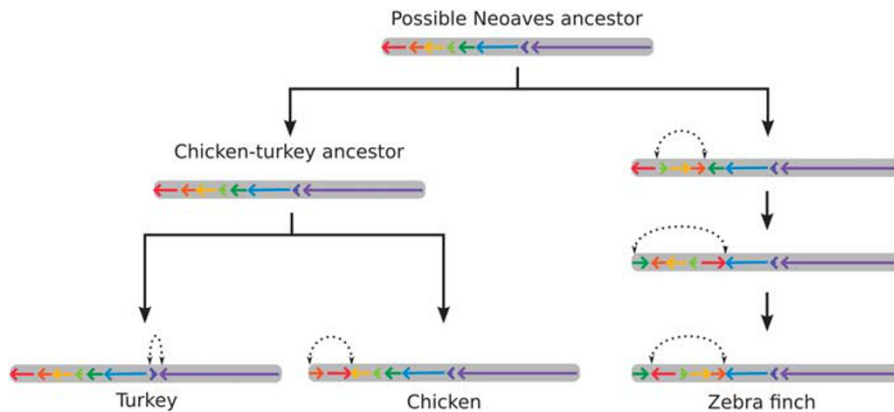 Possible Neoaves ancestor
Chicken-turkey ancestor
Turkey
Chicken
Zebra finch